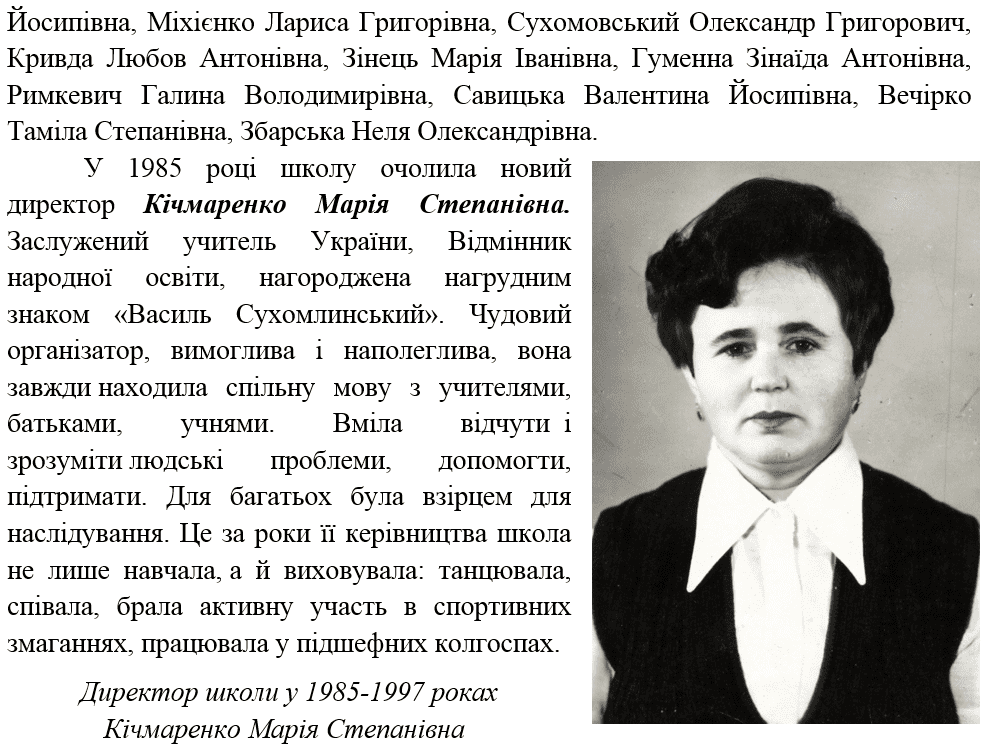 Йосипівна, Міхієнко Лариса Григорівна, Сухомовський Олександр Григорович,
Кривда Любов Антонівна, Зінець Марія Іванівна, Гуменна Зінаїда Антонівна,
Римкевич Галина Володимирівна, Савицька Валентина Йосипівна, Вечірко
Таміла Степанівна, Збарська Неля Олександрівна.
У 1985 році школу очолила новий
директор Кічмаренко Марія Степанівна.
Заслужений учитель України, Відмінник
народної освіти, нагороджена нагрудним
знаком «Василь Сухомлинський». Чудовий
організатор, вимоглива і наполеглива, вона
завжди находила спільну мову з учителями,
батьками, учнями. Вміла відчути і
зрозуміти людські проблеми, допомогти,
підтримати. Для багатьох була взірцем для
наслідування. Це за роки її керівництва школа
не лише навчала, а й виховувала: танцювала,
співала, брала активну участь в спортивних
змаганнях, працювала у підшефних колгоспах.
Директор школи у 1985-1997 роках
Кічмаренко Марія Степанівна